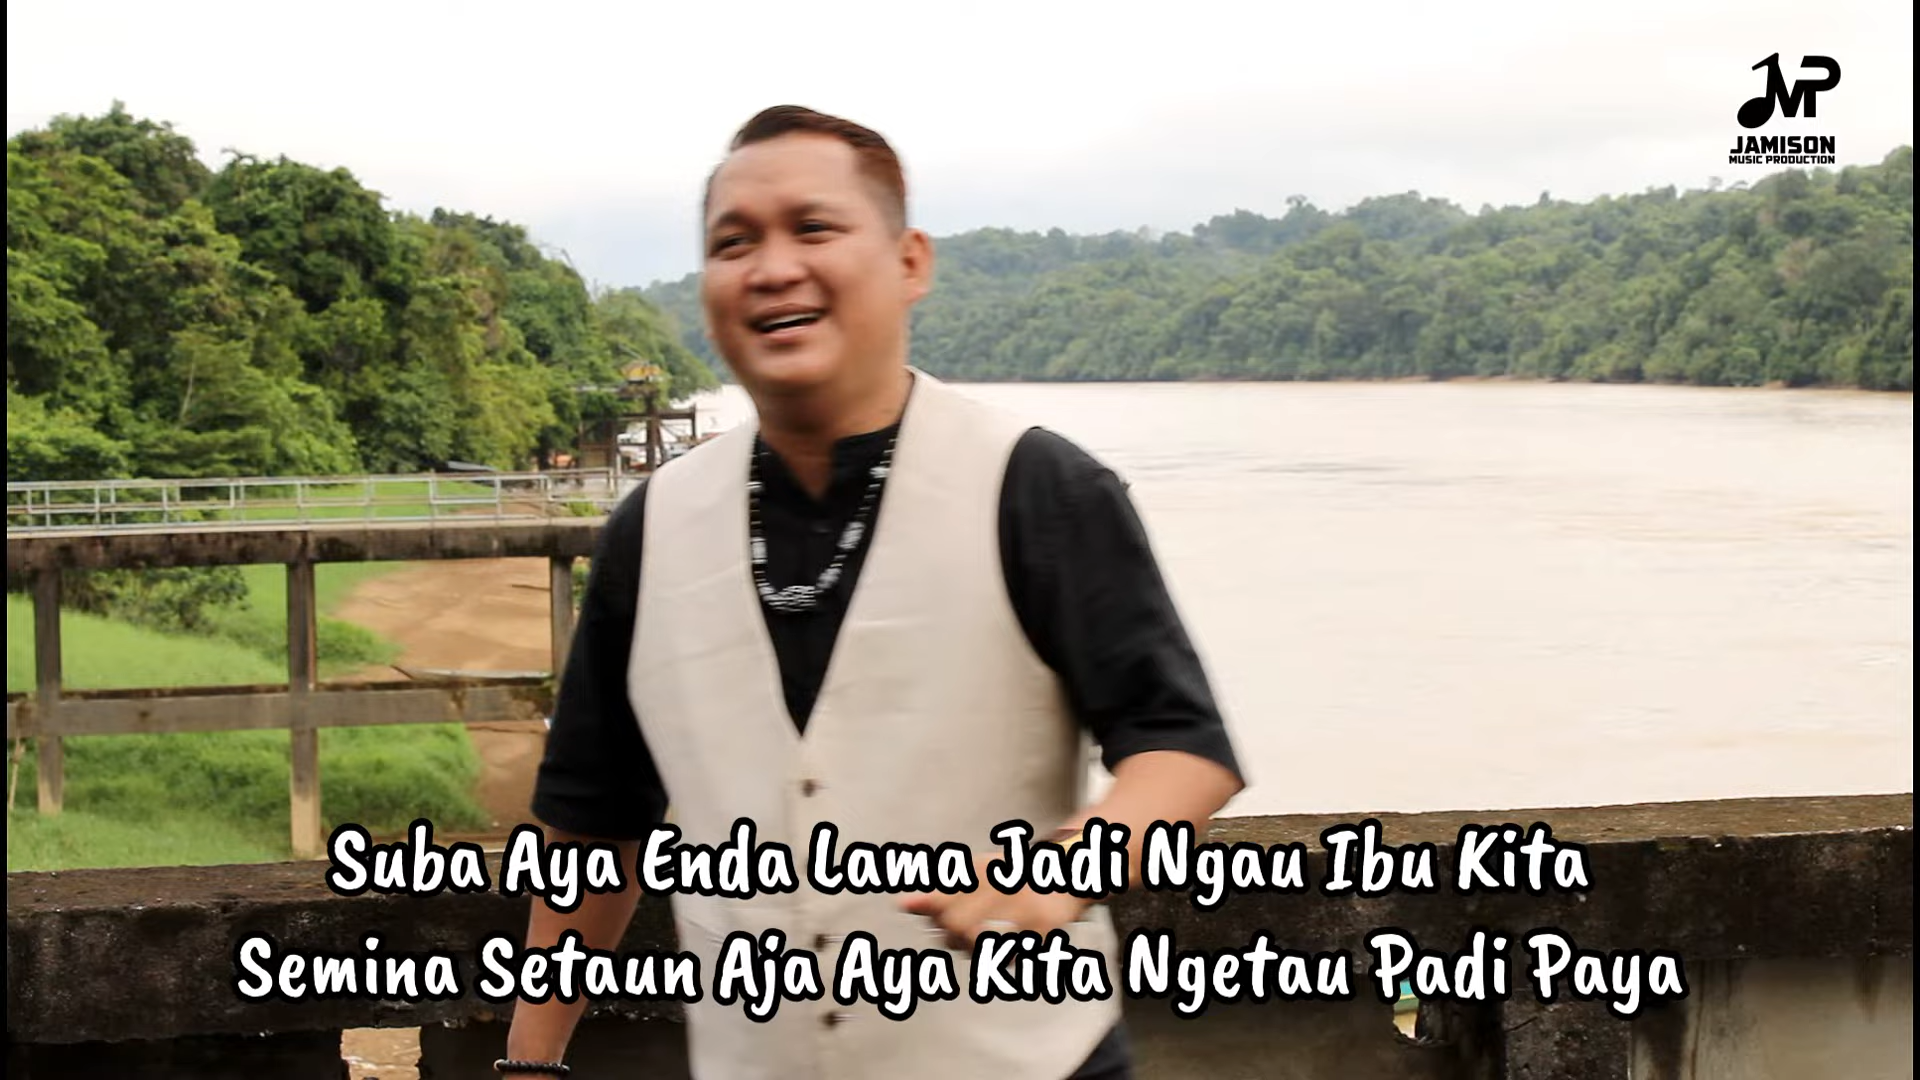 MP
JAMISON
MUSIC PRODUCTION
Suba Aya Enda Lama Jadi Ngau Ibu Kita
Semina Setaun Aja Aya Kita Ngetau Padi Paya